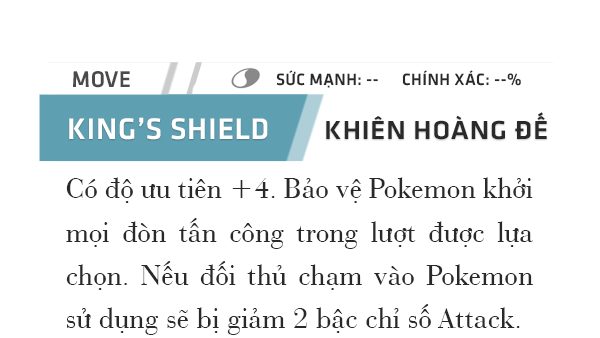 MOVE SỨC MẠNH: -- CHÍNH XÁC: --%
KING'S SHIELD KHIÊN HOÀNG ĐẾ
Có độ ưu tiên +4. Bảo vệ Pokemon khởi
mọi đòn tấn công trong lượt được lựa
chọn. Nếu đối thủ chạm vào Pokemon
sử dụng sẽ bị giảm 2 bậc chỉ số Attack.